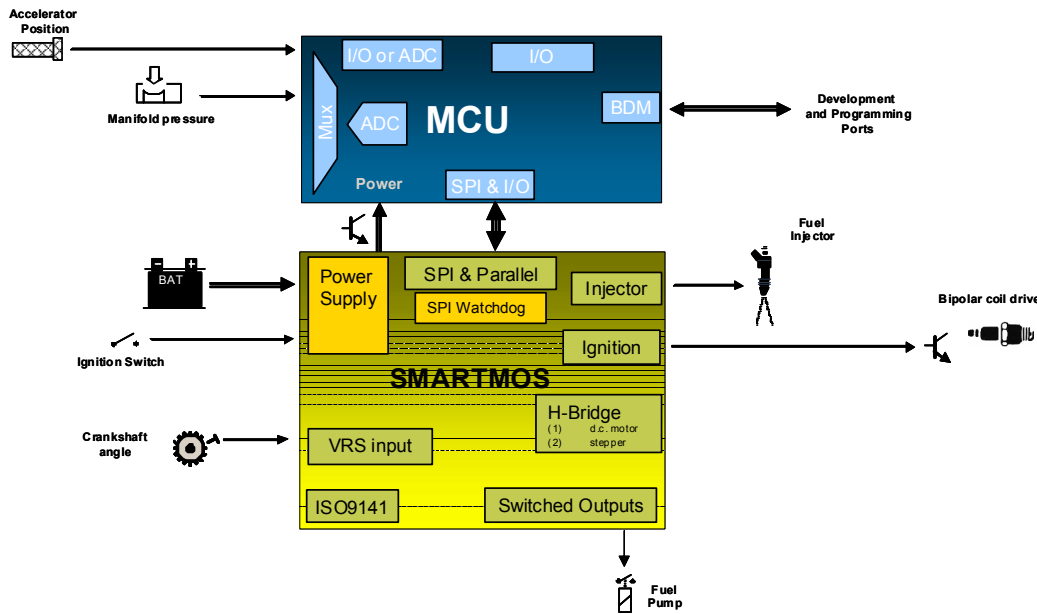 Accelerator
Position
I/O or ADC
I/O
Mux
ADC
MCU
BDM
Development
and Programming
Ports
Manifold pressure
Power
SPI & I/O
Fuel
Injector
BAT
Power
Supply
SPI & Parallel
SPI Watchdog
Injector
Bipolar coil drive
Ignition Switch
Ignition
SMARTMOS
H-Bridge
(1) d.c. motor
(2) stepper
Crankshaft
angle
VRS input
ISO9141
Switched Outputs
Fuel
Pump